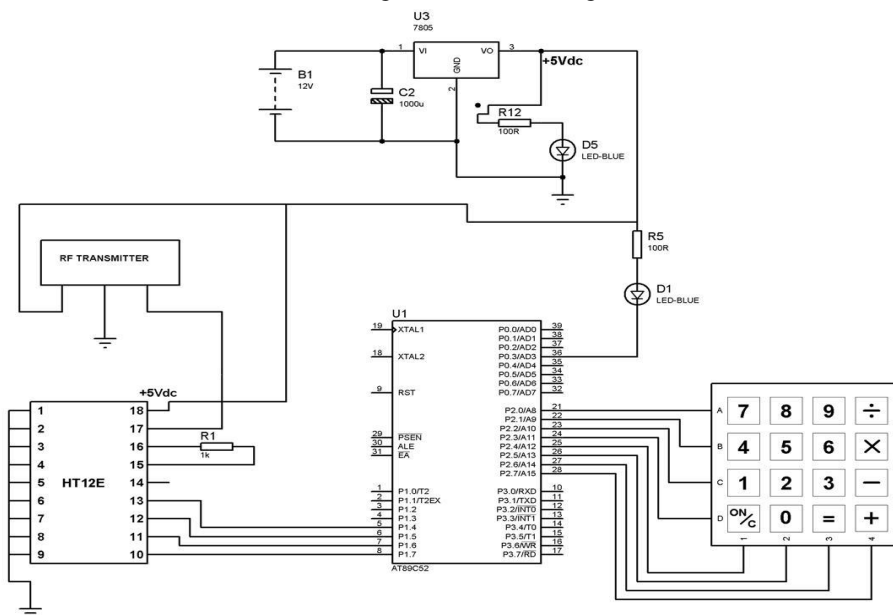 U3
7805
1 VI VO 3
GND
2
+5Vdc
B1
12V
C2
1000u
R12
100R
D5
LED-BLUE
R5
100R
D1
LED-BLUE
RF TRANSMITTER
U1
19 XTAL1 P0.0/AD0 39
P0.1/AD1 38
P0.2/AD2 37
18 XTAL2 P0.3/AD3 36
P0.4/AD4 35
P0.5/AD5 34
P0.6/AD6 33
9 RST P0.7/AD7 32
P2.0/A8 21
P2.1/A9 22
P2.2/A10 23
29 PSEN P2.3/A11 24
30 ALE P2.4/A12 25
31 EA P2.5/A13 26
P2.6/A14 27
P2.7/A15 28
1 P1.0/T2 P3.0/RXD 10
2 P1.1/T2EX P3.1/TXD 11
3 P1.2 P3.2/INT0 12
4 P1.3 P3.3/INT1 13
5 P1.4 P3.4/T0 14
6 P1.5 P3.5/T1 15
7 P1.6 P3.6/WR 16
8 P1.7 P3.7/RD 17
AT89C52
+5Vdc
1 18
2 17
3 16
4 15
5 HT12E 14
6 13
7 12
8 11
9 10
R1
1k
A 7 8 9 ÷
B 4 5 6 ×
C 1 2 3 −
D ON/C 0 = +
1 2 3 4